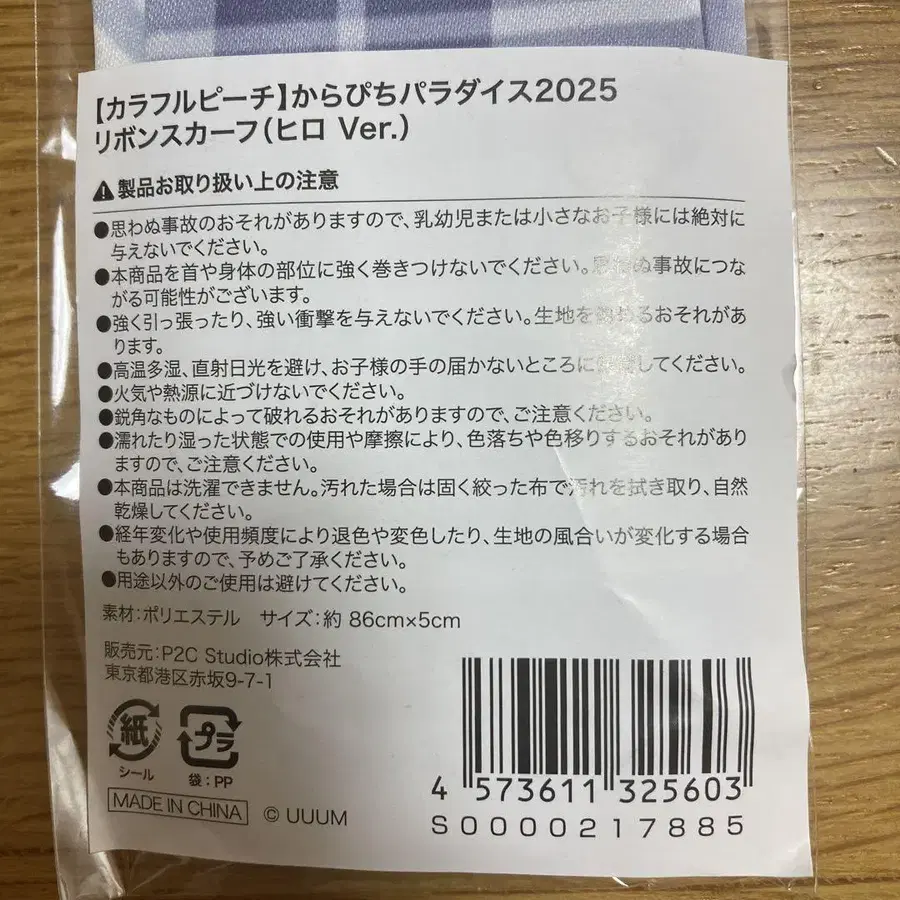 【カラフルピーチ】からぴちパラダイス2025
リボンスカーフ(ヒロ Ver.)
製品お取り扱い上の注意
●思わぬ事故のおそれがありますので、乳幼児または小さなお子様には絶対に
与えないでください。
●本商品を首や身体の部位に強く巻きつけないでください。思わぬ事故につな
がる可能性がございます。
●強く引っ張ったり、強い衝撃を与えないでください。生地を るおそれがあ
ります。
●高温多湿、直射日光を避け、お子様の手の届かないところに してください。
●火気や熱源に近づけないでください。
●鋭角なものによって破れるおそれがありますので、ご注意ください。
●濡れたり湿った状態での使用や摩擦により、色落ちや色移りするおそれがあり
ますので、ご注意ください。
●本商品は洗濯できません。汚れた場合は固く絞った布で汚れを拭き取り、自然
乾燥してください。
●経年変化や使用頻度により退色や変色したり、生地の風合いが変化する場合
もありますので、予めご了承ください。
●用途以外のご使用は避けてください。
素材:ポリエステル サイズ:約 86cm×5cm
販売元:P2C Studio株式会社
東京都港区赤坂9-7-1
紙
シール
プラ
袋:PP
MADE IN CHINA
© UUUM
4 573611 325603
S0000217885